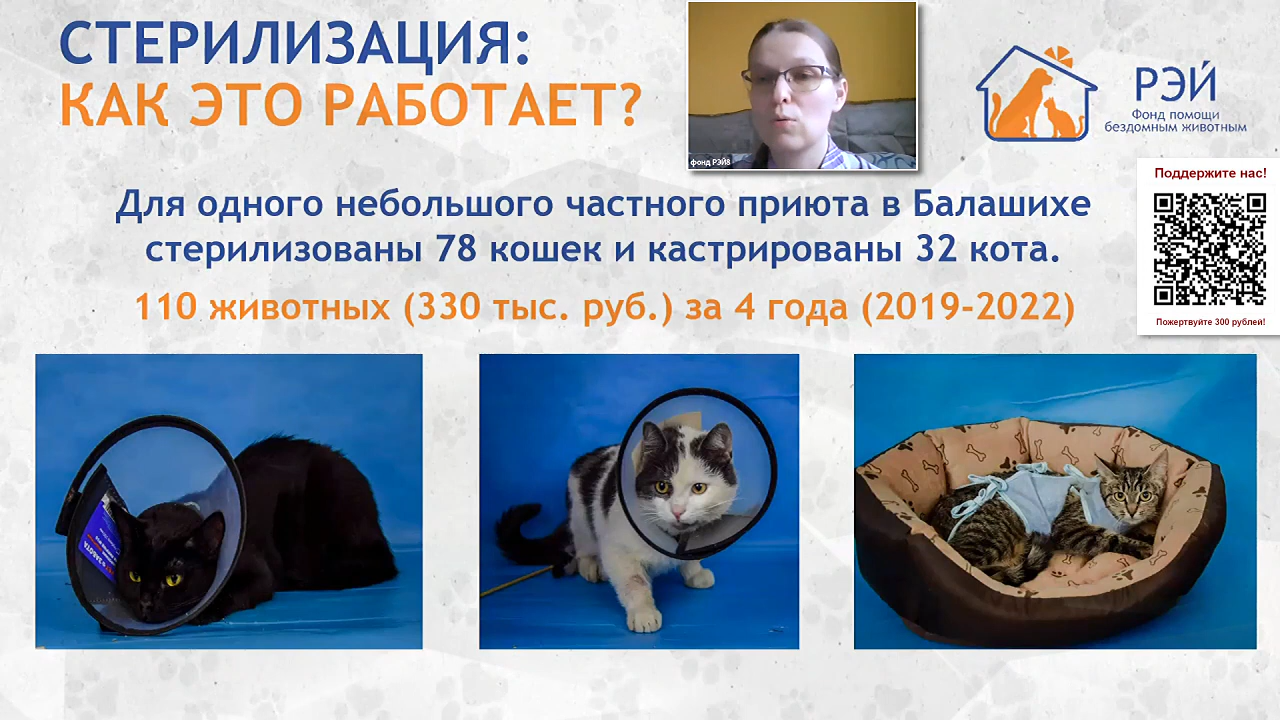 СТЕРИЛИЗАЦИЯ:
КАК ЭТО РАБОТАЕТ?
фонд РЭЙ8
РЭЙ
Фонд помощи
бездомным животным
Для одного небольшого частного приюта в Балашихе
стерилизованы 78 кошек и кастрированы 32 кота.
110 животных (330 тыс. руб.) за 4 года (2019-2022)
Поддержите нас!
Пожертвуйте 300 рублей!